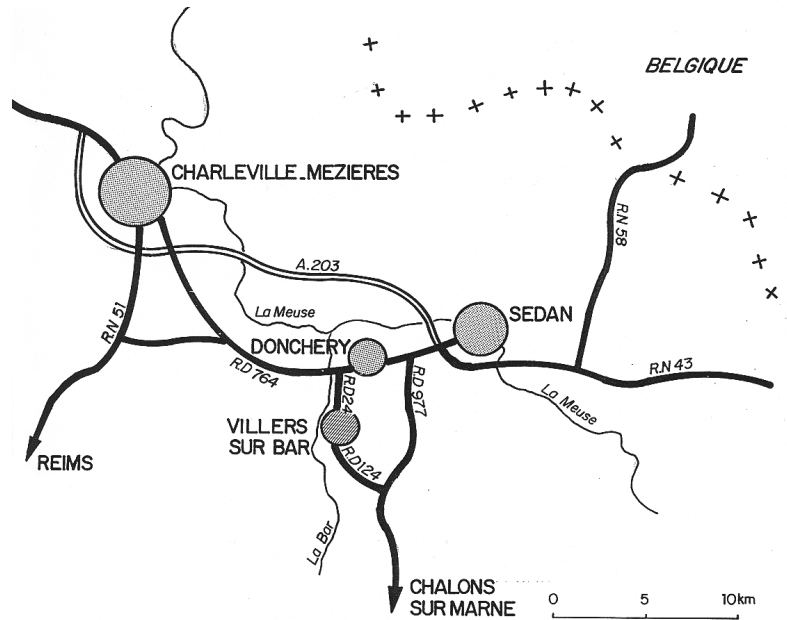 BELGIQUE
CHARLEVILLE_MEZIERES
R.N 58
A.203
La Meuse
SEDAN
R.N 51
DONCHERY
R.D 764
R.D24
R.D 977
R.N 43
La Meuse
VILLERS
SUR BAR
R.D124
REIMS
La Bar
CHALONS
SUR MARNE
0 5 10km